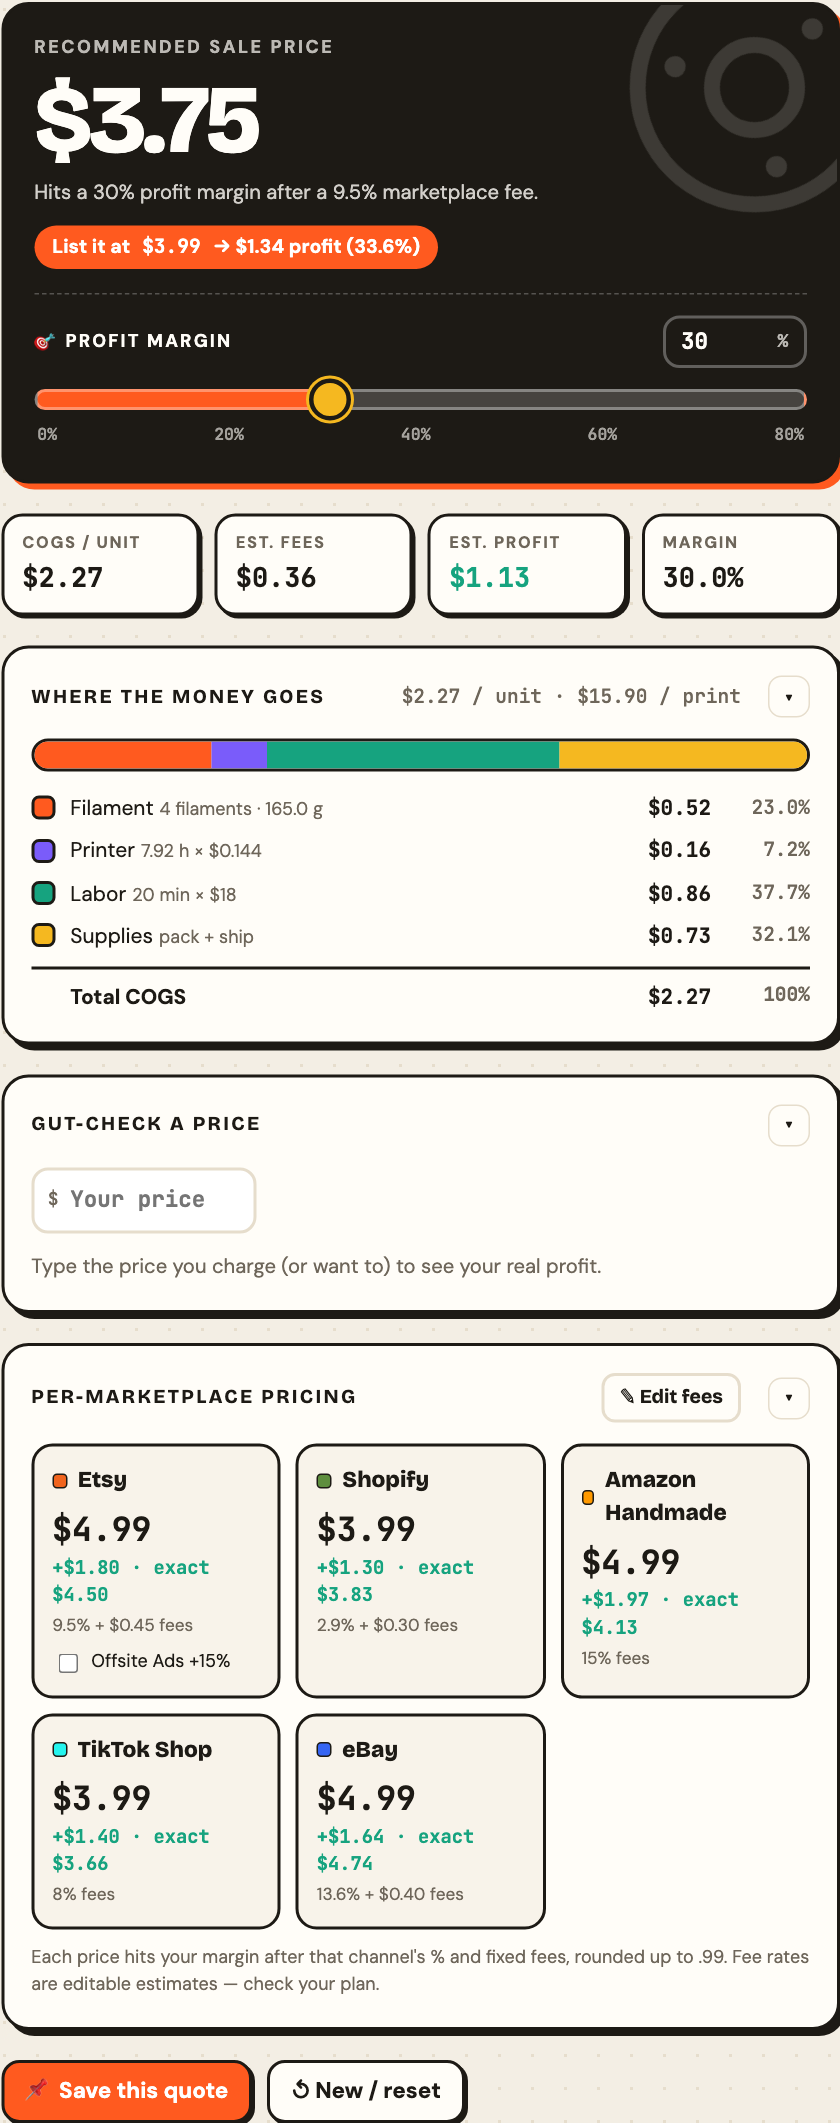 RECOMMENDED SALE PRICE
$3.75
Hits a 30% profit margin after a 9.5% marketplace fee.
List it at $3.99 → $1.34 profit (33.6%)
🎯 PROFIT MARGIN 30 %
0% 20% 40% 60% 80%
COGS / UNIT EST. FEES EST. PROFIT MARGIN
$2.27 $0.36 $1.13 30.0%
WHERE THE MONEY GOES $2.27 / unit · $15.90 / print ▾
Filament 4 filaments · 165.0 g $0.52 23.0%
Printer 7.92 h × $0.144 $0.16 7.2%
Labor 20 min × $18 $0.86 37.7%
Supplies pack + ship $0.73 32.1%
Total COGS $2.27 100%
GUT-CHECK A PRICE ▾
$ Your price
Type the price you charge (or want to) to see your real profit.
PER-MARKETPLACE PRICING ✎ Edit fees ▾
Etsy
$4.99
+$1.80 · exact
$4.50
9.5% + $0.45 fees
Offsite Ads +15%
Shopify
$3.99
+$1.30 · exact
$3.83
2.9% + $0.30 fees
Amazon
Handmade
$4.99
+$1.97 · exact
$4.13
15% fees
TikTok Shop
$3.99
+$1.40 · exact
$3.66
8% fees
eBay
$4.99
+$1.64 · exact
$4.74
13.6% + $0.40 fees
Each price hits your margin after that channel's % and fixed fees, rounded up to .99. Fee rates
are editable estimates — check your plan.
📌 Save this quote ↺ New / reset